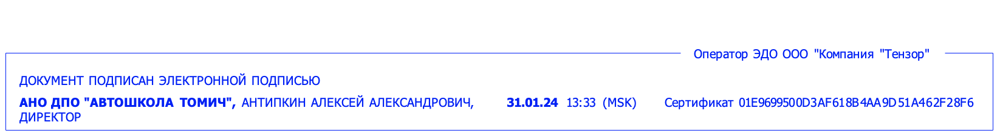 Оператор ЭДО ООО "Компания "Тензор"
ДОКУМЕНТ ПОДПИСАН ЭЛЕКТРОННОЙ ПОДПИСЬЮ
АНО ДПО "АВТОШКОЛА ТОМИЧ", АНТИПКИН АЛЕКСЕЙ АЛЕКСАНДРОВИЧ, 31.01.24 13:33 (MSK) Сертификат 01E9699500D3AF618B4AA9D51A462F28F6
ДИРЕКТОР